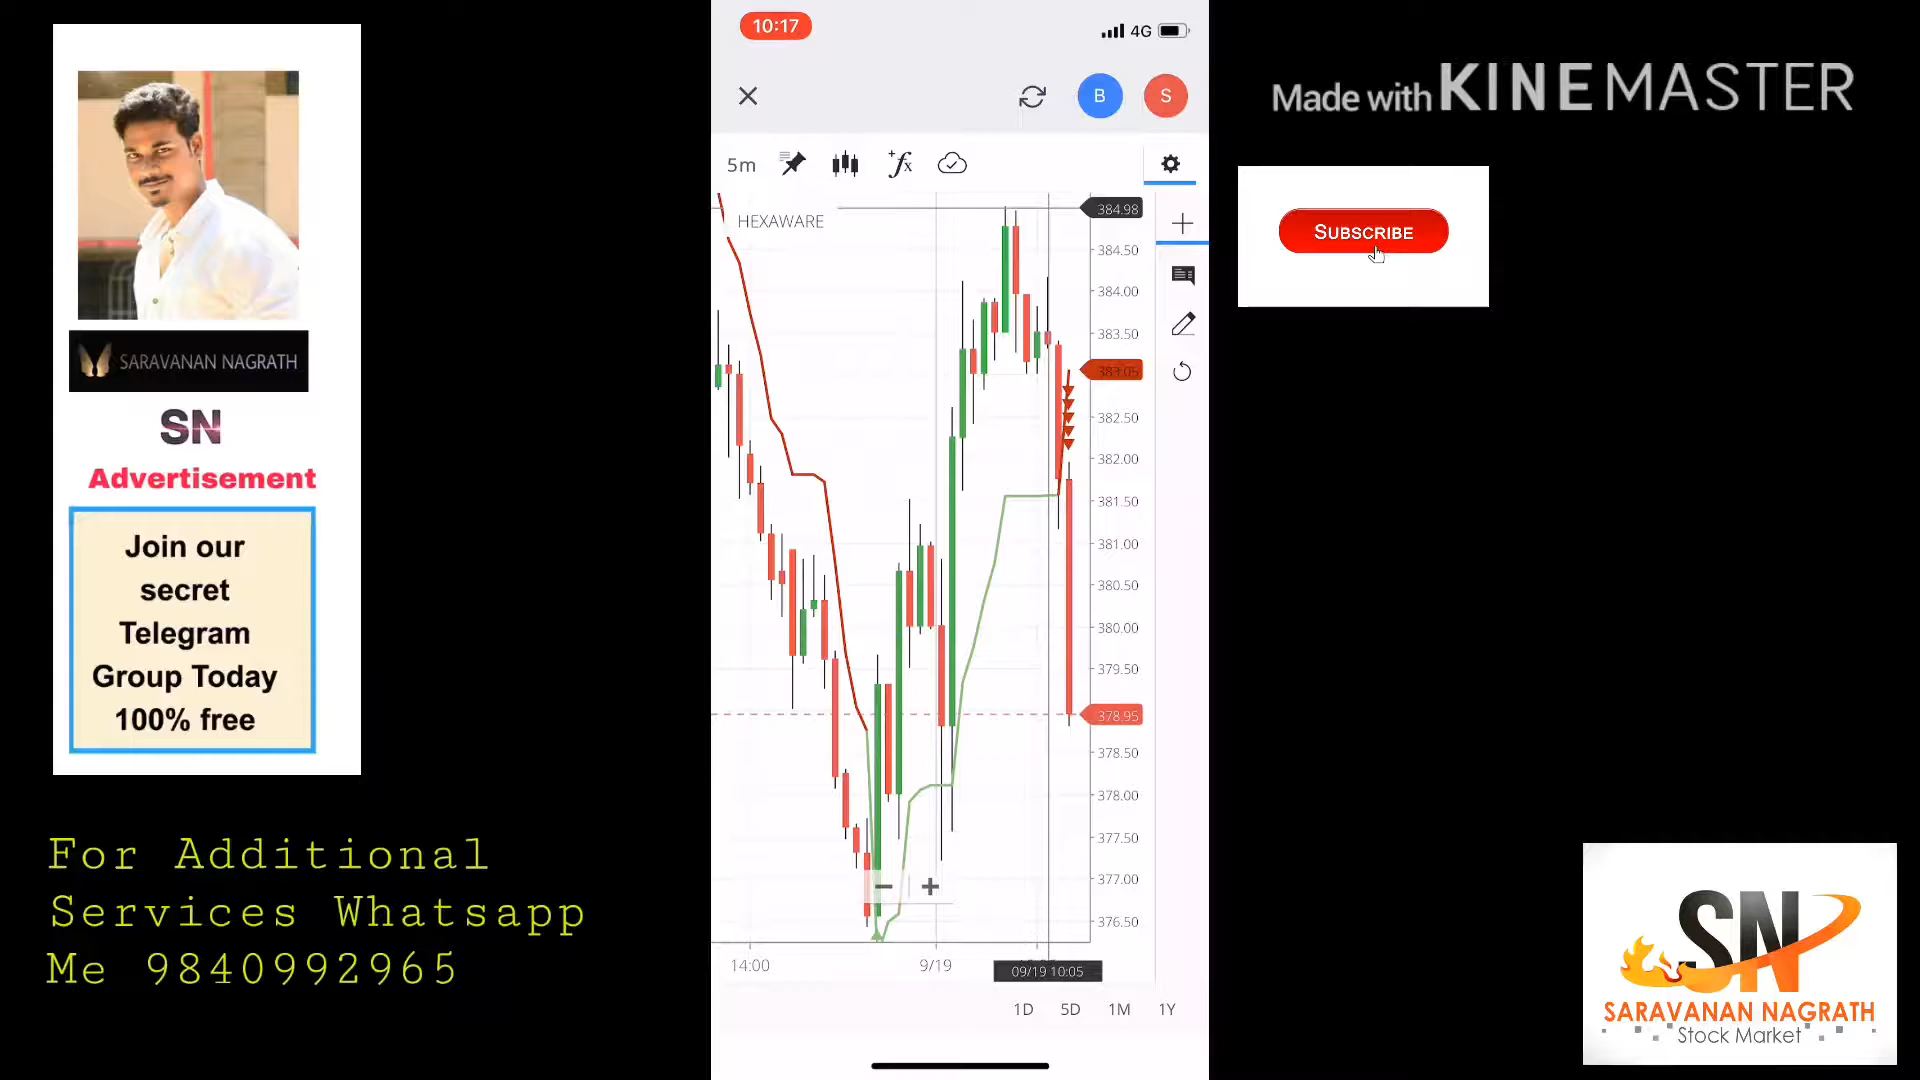 SARAVANAN NAGRATH
SN
Advertisement
Join our
secret
Telegram
Group Today
100% free
For Additional
Services Whatsapp
Me 9840992965
10:17
4G
B
S
5m
HEXAWARE
384.98
384.50
384.00
383.50
383.05
382.50
382.00
381.50
381.00
380.50
380.00
379.50
378.95
378.50
378.00
377.50
377.00
376.50
14:00
9/19
09/19 10:05
1D 5D 1M 1Y
Made with KINEMASTER
SUBSCRIBE
SN
SARAVANAN NAGRATH
Stock Market